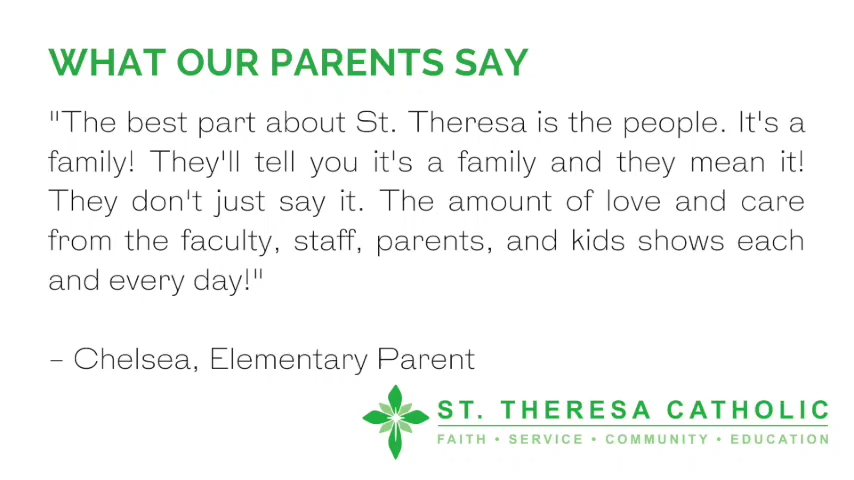 WHAT OUR PARENTS SAY
"The best part about St. Theresa is the people. It's a
family! They'll tell you it's a family and they mean it!
They don't just say it. The amount of love and care
from the faculty, staff, parents, and kids shows each
and every day!"
– Chelsea, Elementary Parent
ST. THERESA CATHOLIC
FAITH • SERVICE • COMMUNITY • EDUCATION